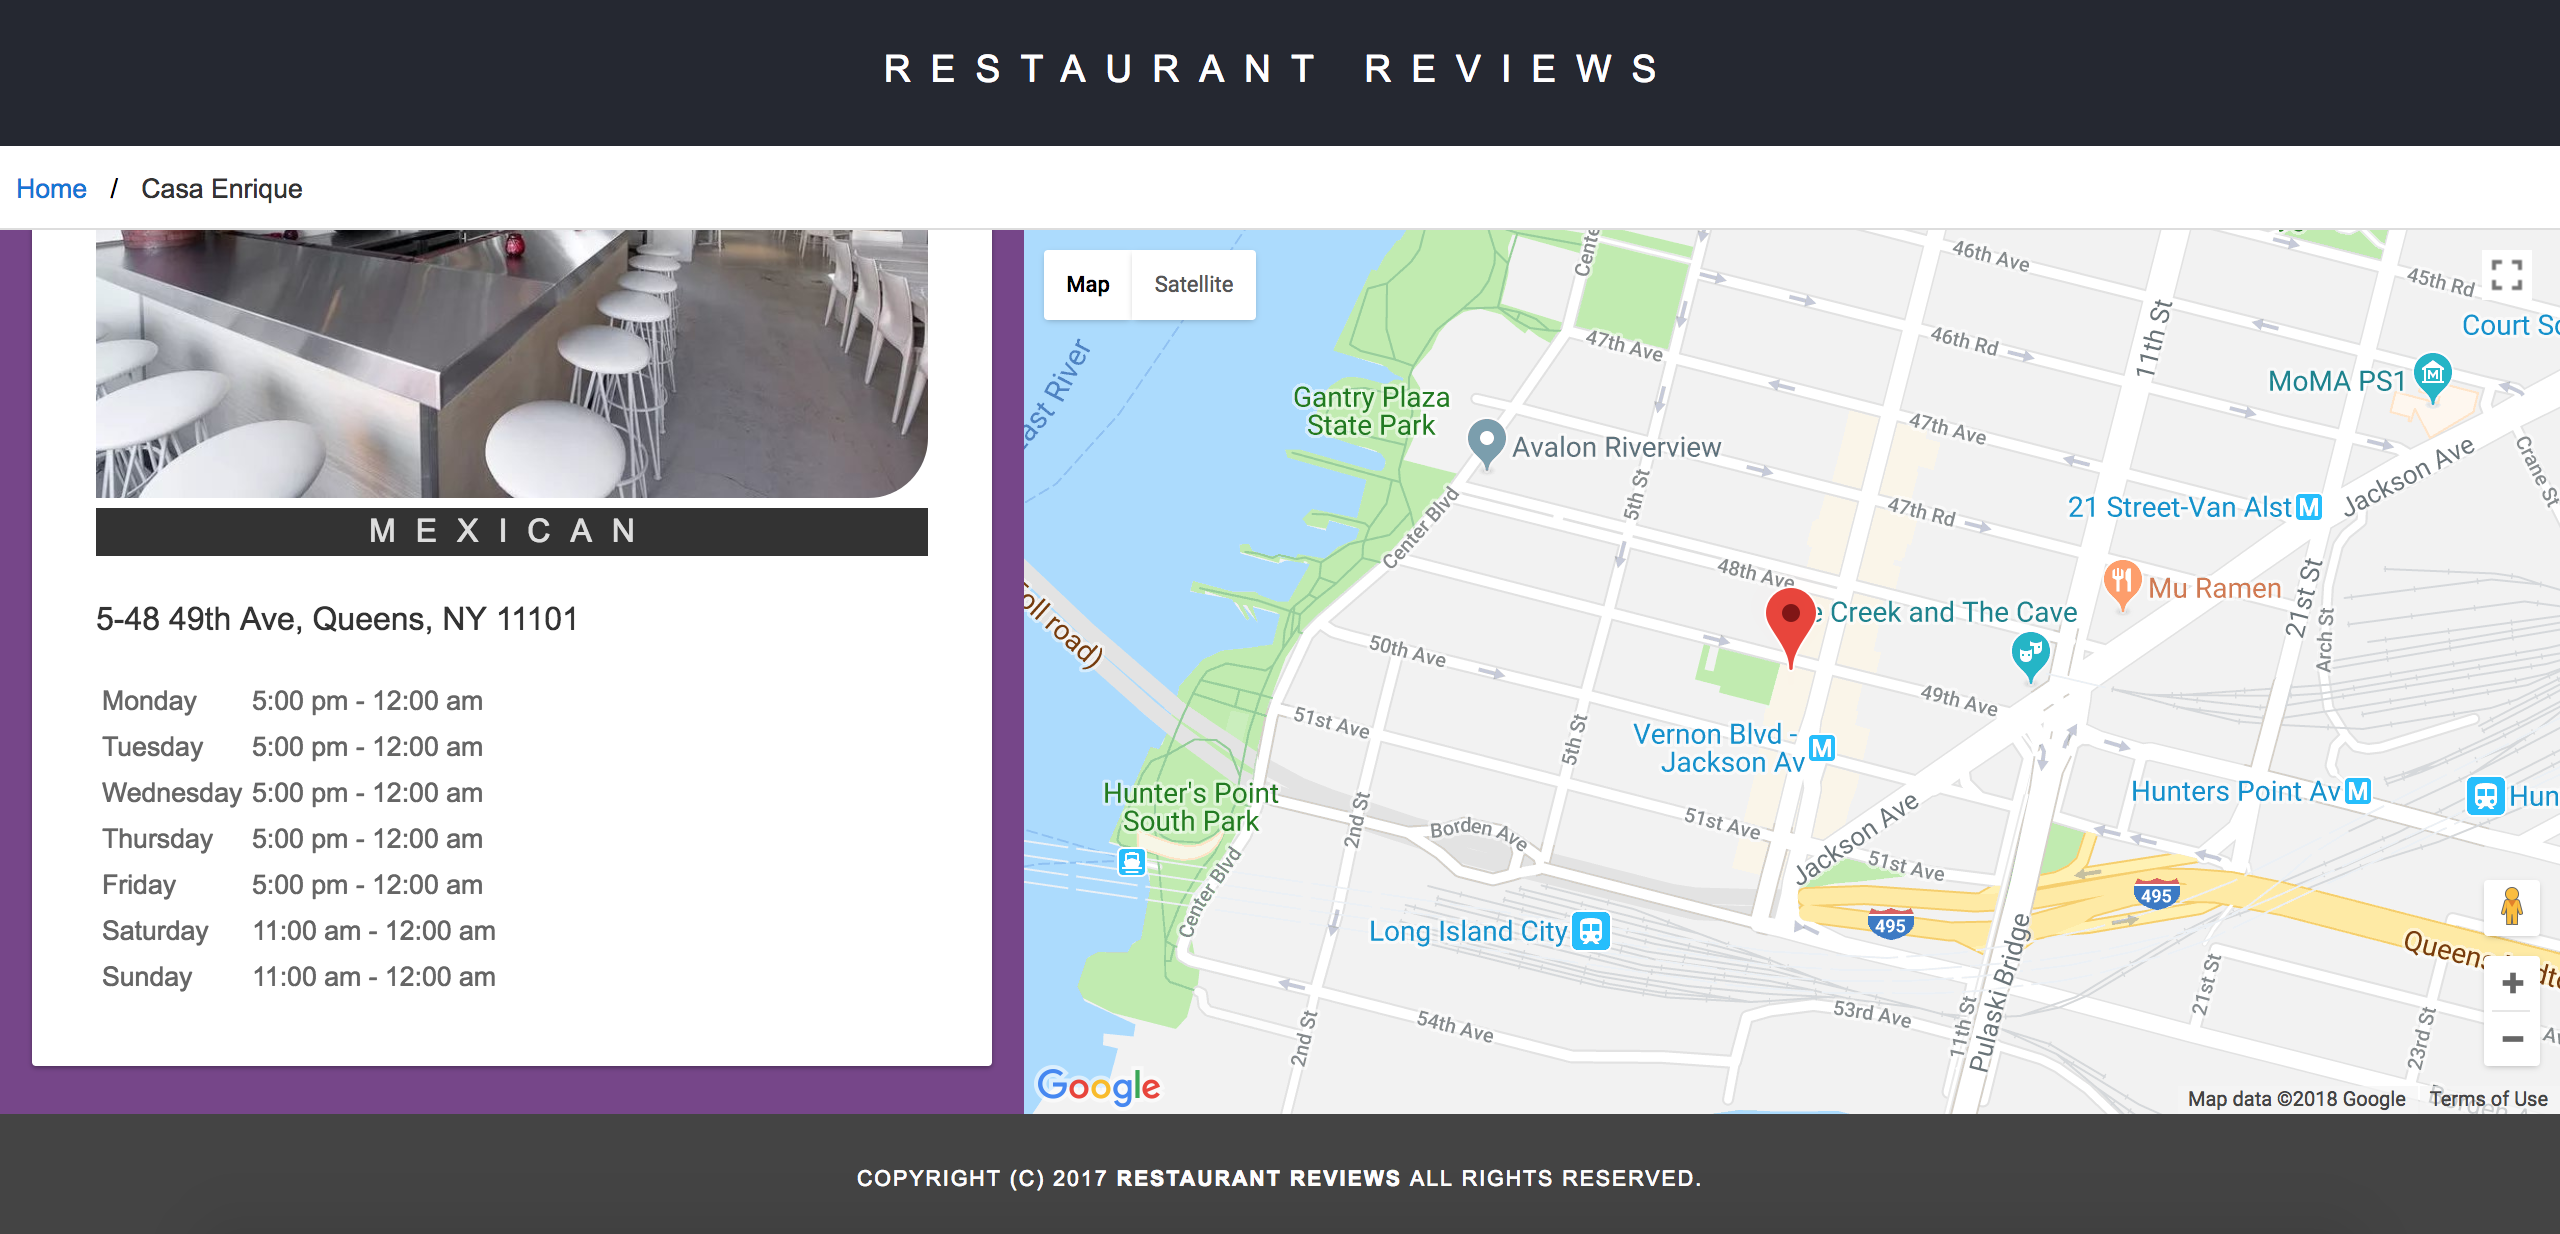 RESTAURANT REVIEWS
Home / Casa Enrique
MEXICAN
5-48 49th Ave, Queens, NY 11101
Monday 5:00 pm - 12:00 am
Tuesday 5:00 pm - 12:00 am
Wednesday 5:00 pm - 12:00 am
Thursday 5:00 pm - 12:00 am
Friday 5:00 pm - 12:00 am
Saturday 11:00 am - 12:00 am
Sunday 11:00 am - 12:00 am
Map Satellite
46th Ave
45th Rd
11th St
47th Ave
46th Rd
MoMA PS1
Gantry Plaza
State Park
Avalon Riverview
47th Ave
Jackson Ave
Crane St
5th St
Center Blvd
47th Rd
21 Street-Van Alst M
48th Ave
Mu Ramen
21st St
Arch St
Creek and The Cave
River
road)
50th Ave
49th Ave
51st Ave
5th St
Vernon Blvd -
Jackson Av M
Hunter's Point
South Park
Hunters Point Av M
2nd St
Borden Ave
51st Ave
Jackson Ave
51st Ave
Center Blvd
495
495
Long Island City
Pulaski Bridge
Queens
21st St
53rd Ave
11th St
54th Ave
2nd St
23rd St
Google
Map data ©2018 Google Terms of Use
COPYRIGHT (C) 2017 RESTAURANT REVIEWS ALL RIGHTS RESERVED.